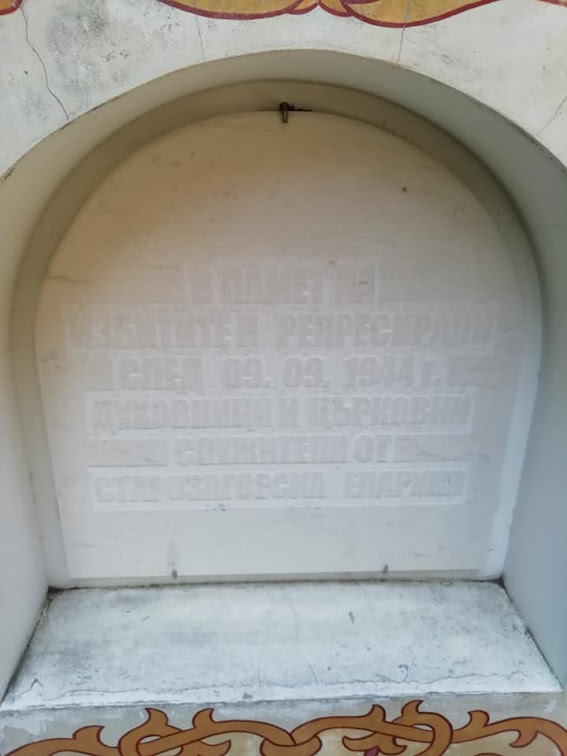 В ПАМЕТ НА
ИЗБИТИТЕ И РЕПРЕСИРАНИ
СЛЕД 09. 09. 1944 г.
ДУХОВНИЦИ И ЦЪРКОВНИ
СЛУЖИТЕЛИ ОТ
СТАРОЗАГОРСКА ЕПАРХИЯ